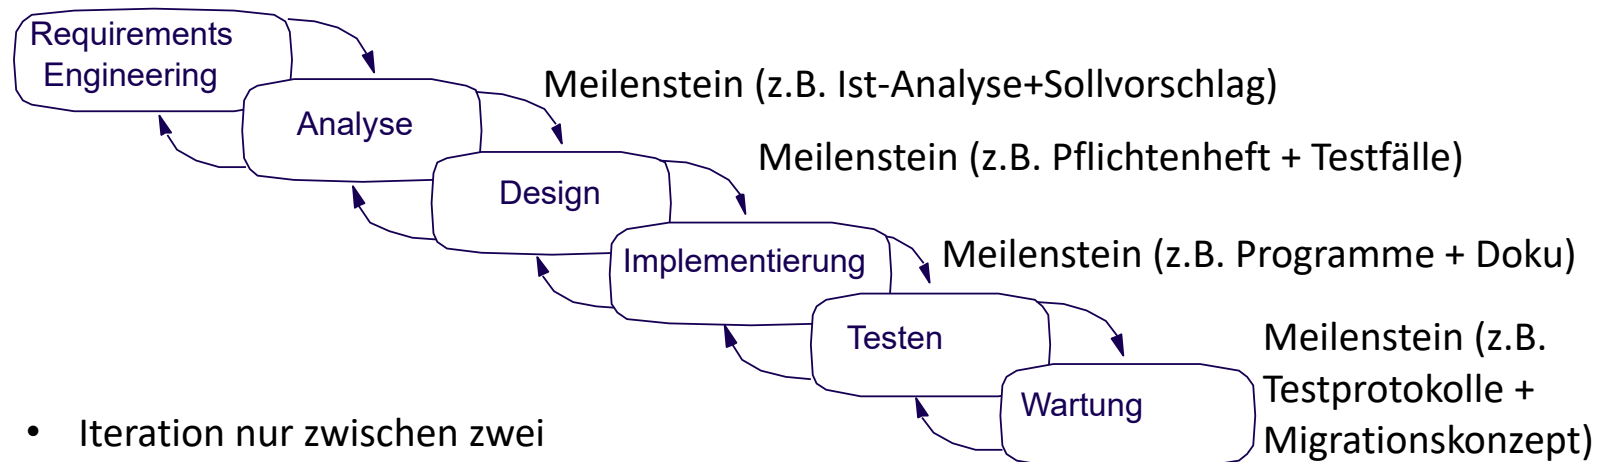 Requirements
Engineering
Meilenstein (z.B. Ist-Analyse+Sollvorschlag)
Analyse
Meilenstein (z.B. Pflichtenheft + Testfälle)
Design
Meilenstein (z.B. Programme + Doku)
Implementierung
Testen
Meilenstein (z.B.
Testprotokolle +
Migrationskonzept)
Wartung
• Iteration nur zwischen zwei